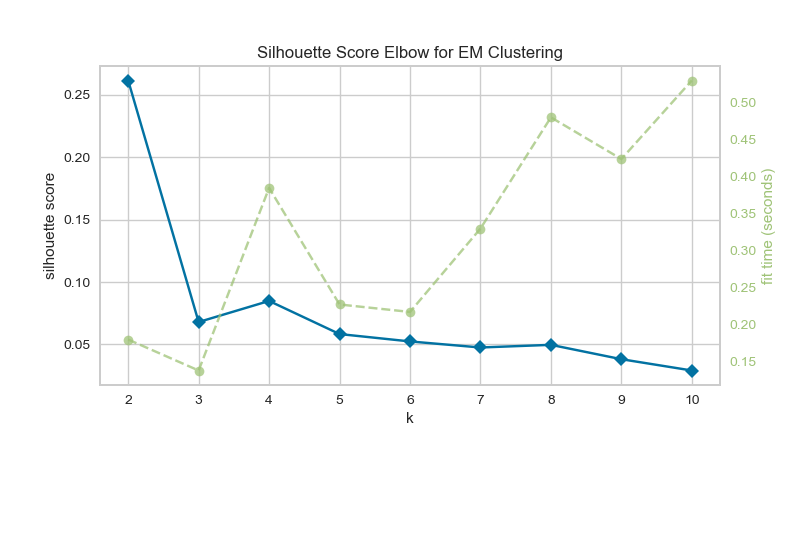 Silhouette Score Elbow for EM Clustering
silhouette score
0.25
0.20
0.15
0.10
0.05
2 3 4 5 6 7 8 9 10
k
0.50
0.45
0.40
0.35
0.30
0.25
0.20
0.15
fit time (seconds)